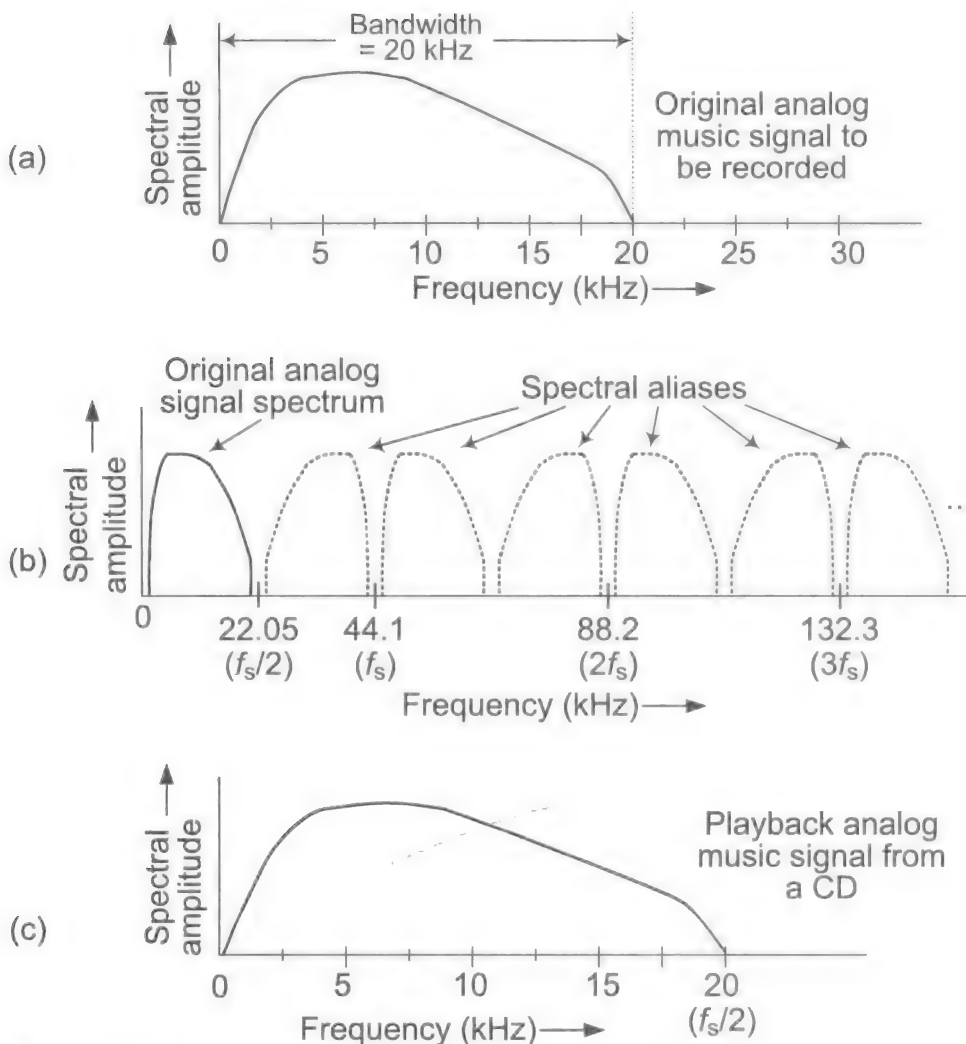 (a)
Spectral
amplitude
Bandwidth
= 20 kHz
Original analog
music signal to
be recorded
0 5 10 15 20 25 30
Frequency (kHz)
(b)
Spectral
amplitude
Original analog
signal spectrum
Spectral aliases
...
0 22.05 44.1 88.2 132.3
(fs/2) (fs) (2fs) (3fs)
Frequency (kHz)
(c)
Spectral
amplitude
Playback analog
music signal from
a CD
0 5 10 15 20
(fs/2)
Frequency (kHz)